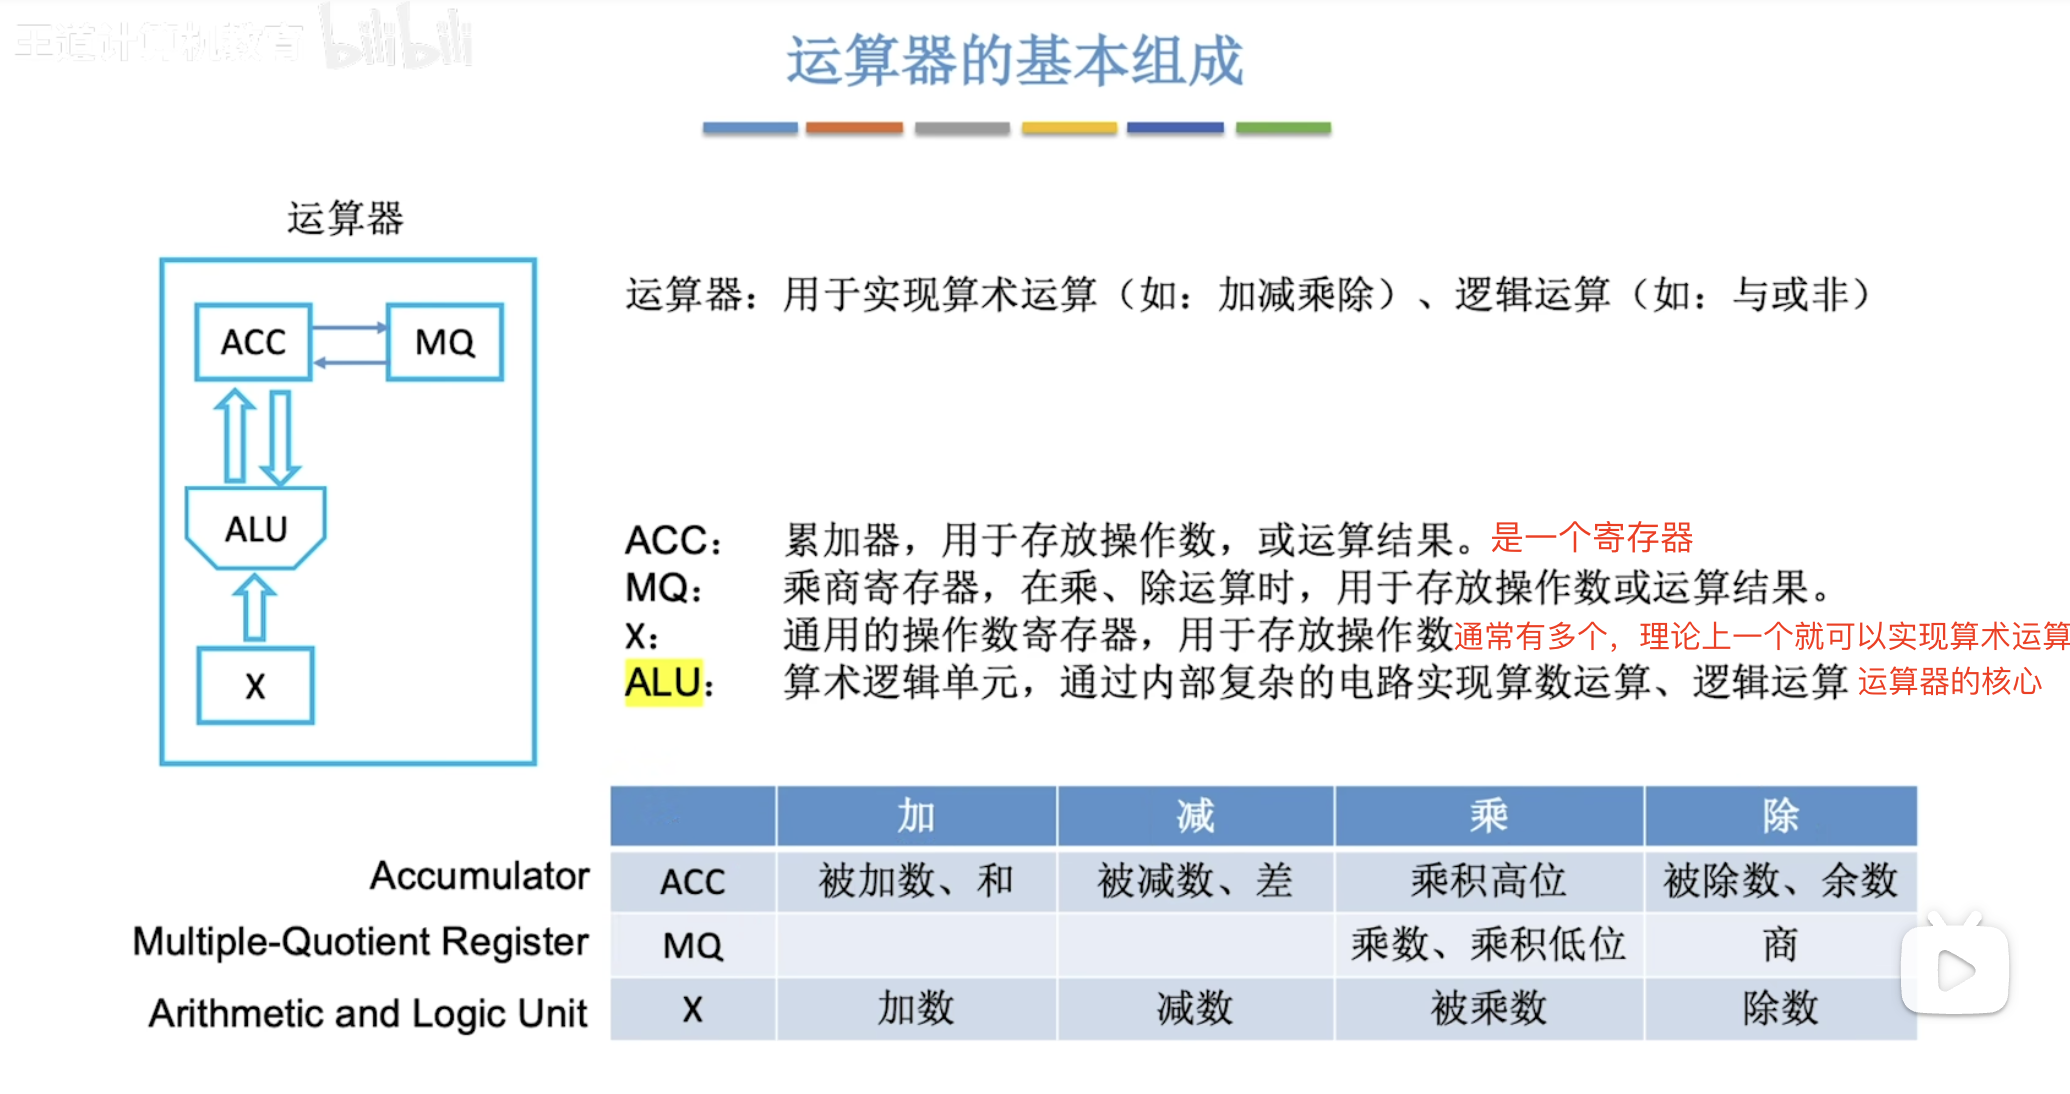 王道计算机教育 bilibili
运算器的基本组成
运算器
ACC
MQ
ALU
X
运算器：用于实现算术运算（如：加减乘除）、逻辑运算（如：与或非）
ACC： 累加器，用于存放操作数，或运算结果。是一个寄存器
MQ： 乘商寄存器，在乘、除运算时，用于存放操作数或运算结果。
X： 通用的操作数寄存器，用于存放操作数通常有多个，理论上一个就可以实现算术运算
ALU： 算术逻辑单元，通过内部复杂的电路实现算数运算、逻辑运算 运算器的核心
加 减 乘 除
Accumulator ACC 被加数、和 被减数、差 乘积高位 被除数、余数
Multiple-Quotient Register MQ 乘数、乘积低位 商
Arithmetic and Logic Unit X 加数 减数 被乘数 除数